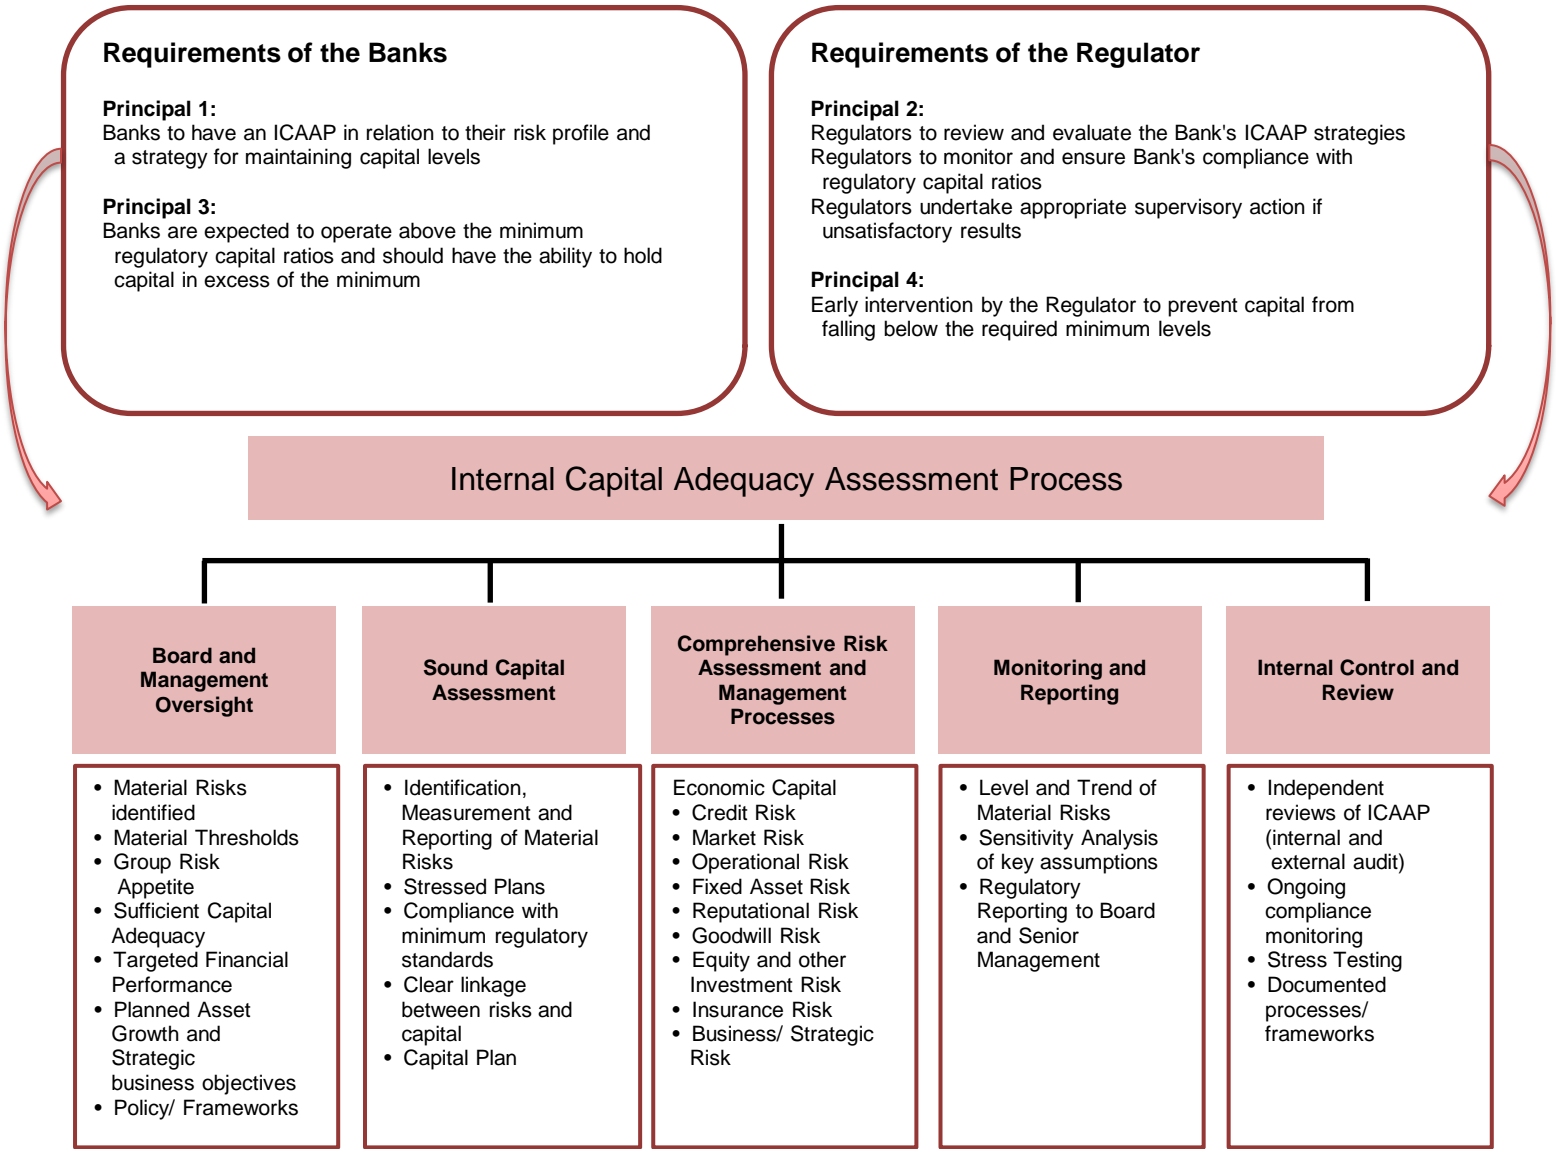 Requirements of the Banks
Principal 1:
Banks to have an ICAAP in relation to their risk profile and
a strategy for maintaining capital levels
Principal 3:
Banks are expected to operate above the minimum
regulatory capital ratios and should have the ability to hold
capital in excess of the minimum
Requirements of the Regulator
Principal 2:
Regulators to review and evaluate the Bank's ICAAP strategies
Regulators to monitor and ensure Bank's compliance with
regulatory capital ratios
Regulators undertake appropriate supervisory action if
unsatisfactory results
Principal 4:
Early intervention by the Regulator to prevent capital from
falling below the required minimum levels
Internal Capital Adequacy Assessment Process
Board and
Management
Oversight
• Material Risks
identified
• Material Thresholds
• Group Risk
Appetite
• Sufficient Capital
Adequacy
• Targeted Financial
Performance
• Planned Asset
Growth and
Strategic
business objectives
• Policy/ Frameworks
Sound Capital
Assessment
• Identification,
Measurement and
Reporting of Material
Risks
• Stressed Plans
• Compliance with
minimum regulatory
standards
• Clear linkage
between risks and
capital
• Capital Plan
Comprehensive Risk
Assessment and
Management
Processes
Economic Capital
• Credit Risk
• Market Risk
• Operational Risk
• Fixed Asset Risk
• Reputational Risk
• Goodwill Risk
• Equity and other
Investment Risk
• Insurance Risk
• Business/ Strategic
Risk
Monitoring and
Reporting
• Level and Trend of
Material Risks
• Sensitivity Analysis
of key assumptions
• Regulatory
Reporting to Board
and Senior
Management
Internal Control and
Review
• Independent
reviews of ICAAP
(internal and
external audit)
• Ongoing
compliance
monitoring
• Stress Testing
• Documented
processes/
frameworks